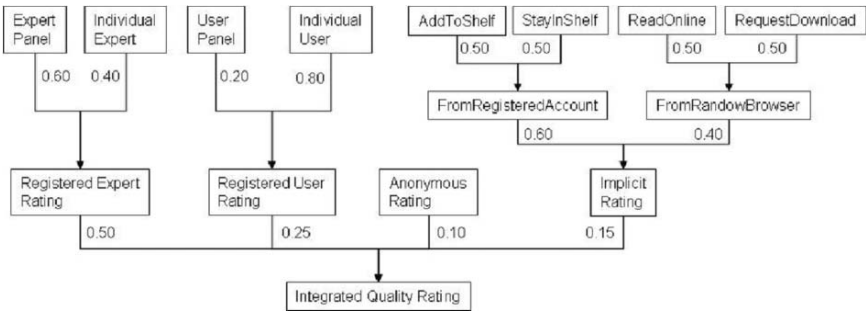 Expert
Panel
Individual
Expert
User
Panel
Individual
User
AddToShelf
StayInShelf
ReadOnline
RequestDownload
0.60
0.40
0.20
0.80
0.50
0.50
0.50
0.50
FromRegisteredAccount
FromRandowBrowser
0.60
0.40
Registered Expert
Rating
Registered User
Rating
Anonymous
Rating
Implicit
Rating
0.50
0.25
0.10
0.15
Integrated Quality Rating